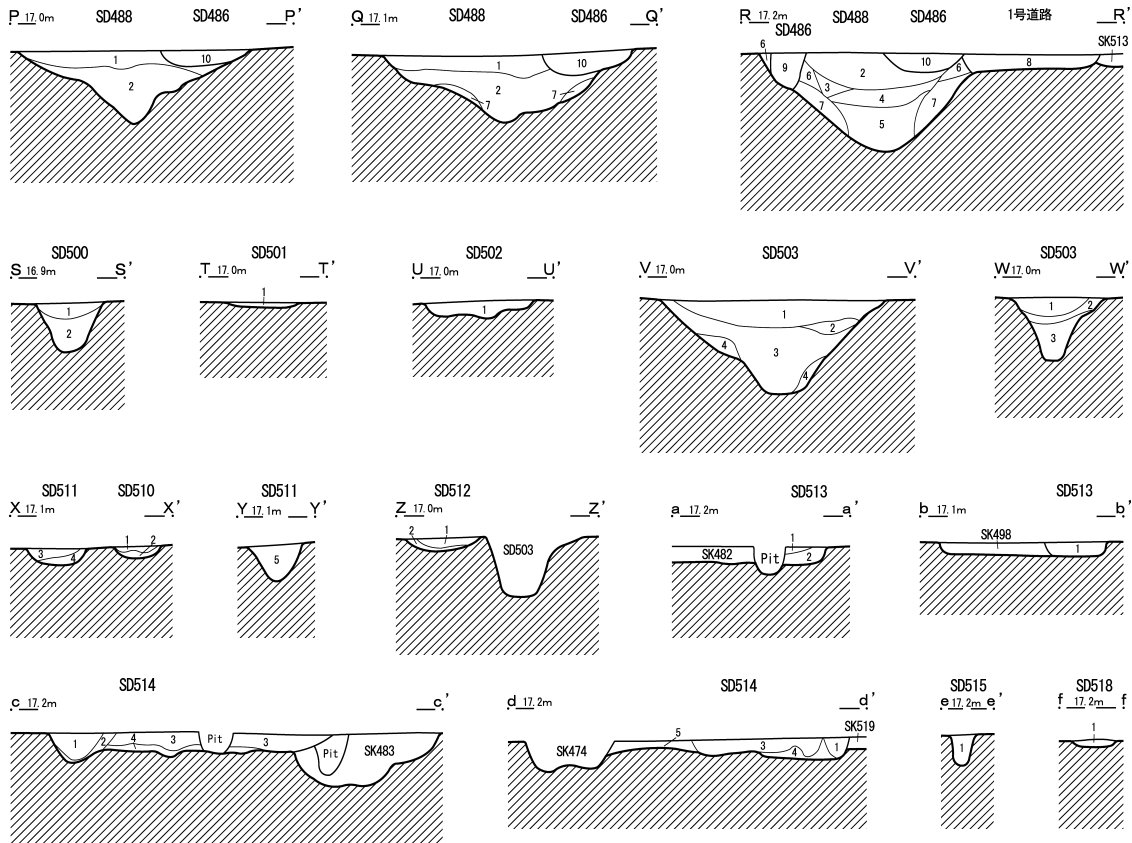 SD488 SD486
P 17.0m P'
1 10
2
SD488 SD486
Q 17.1m Q'
1 10
2
7 7
SD486 SD488 SD486 1号道路
R 17.2m R'
SK513
6 9 6 3 2 10 6 8
7 4 7
5
SD500
S 16.9m S'
1
2
SD501
T 17.0m T'
1
SD502
U 17.0m U'
1
SD503
V 17.0m V'
1
2
4 3
4
SD503
W 17.0m W'
1 2
3
SD511 SD510
X 17.1m X'
3 4 1 2
SD511
Y 17.1m Y'
5
SD512
Z 17.0m Z'
2 1
SD503
SD513
a 17.2m a'
SK482 Pit 1
2
SD513
b 17.1m b'
SK498 1
SD514
c 17.2m c'
1 2 4 3 Pit 3 Pit SK483
SD514
d 17.2m d'
SK519
SK474 5 3 4 1
SD515
e 17.2m e'
1
SD518
f 17.2m f
1